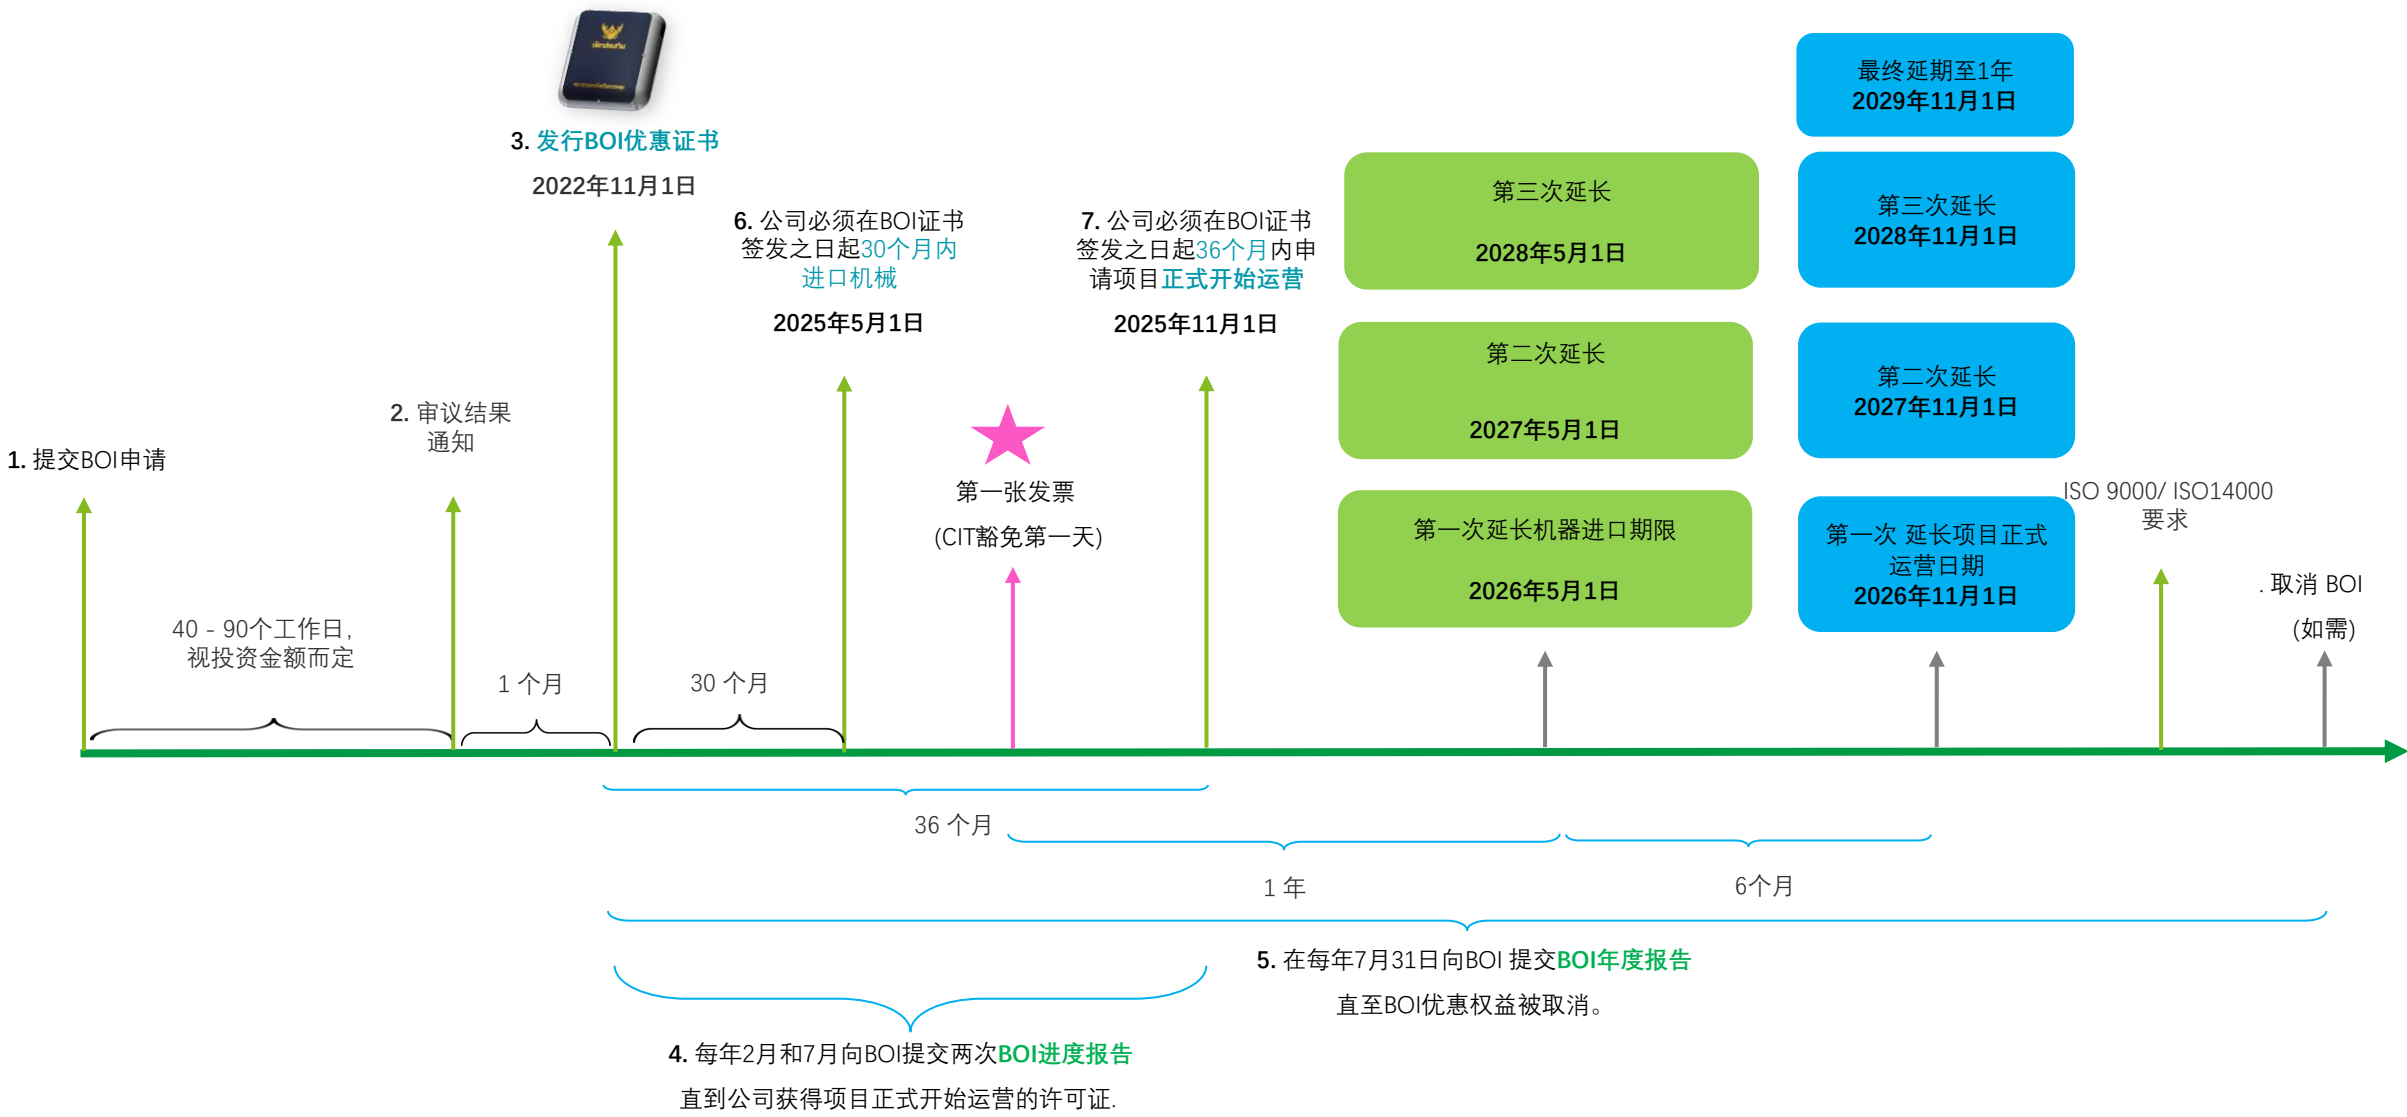 3. 发行BOI优惠证书
2022年11月1日
最终延期至1年
2029年11月1日
第三次延长
2028年5月1日
第三次延长
2028年11月1日
6. 公司必须在BOI证书
签发之日起30个月内
进口机械
2025年5月1日
7. 公司必须在BOI证书
签发之日起36个月内申
请项目正式开始运营
2025年11月1日
第二次延长
2027年5月1日
第二次延长
2027年11月1日
2. 审议结果
通知
1. 提交BOI申请
第一张发票
(CIT豁免第一天)
第一次延长机器进口期限
2026年5月1日
第一次 延长项目正式
运营日期
2026年11月1日
ISO 9000/ ISO14000
要求
. 取消 BOI
(如需)
40 - 90个工作日,
视投资金额而定
1 个月
30 个月
36 个月
1 年
6个月
5. 在每年7月31日向BOI 提交BOI年度报告
直至BOI优惠权益被取消。
4. 每年2月和7月向BOI提交两次BOI进度报告
直到公司获得项目正式开始运营的许可证.